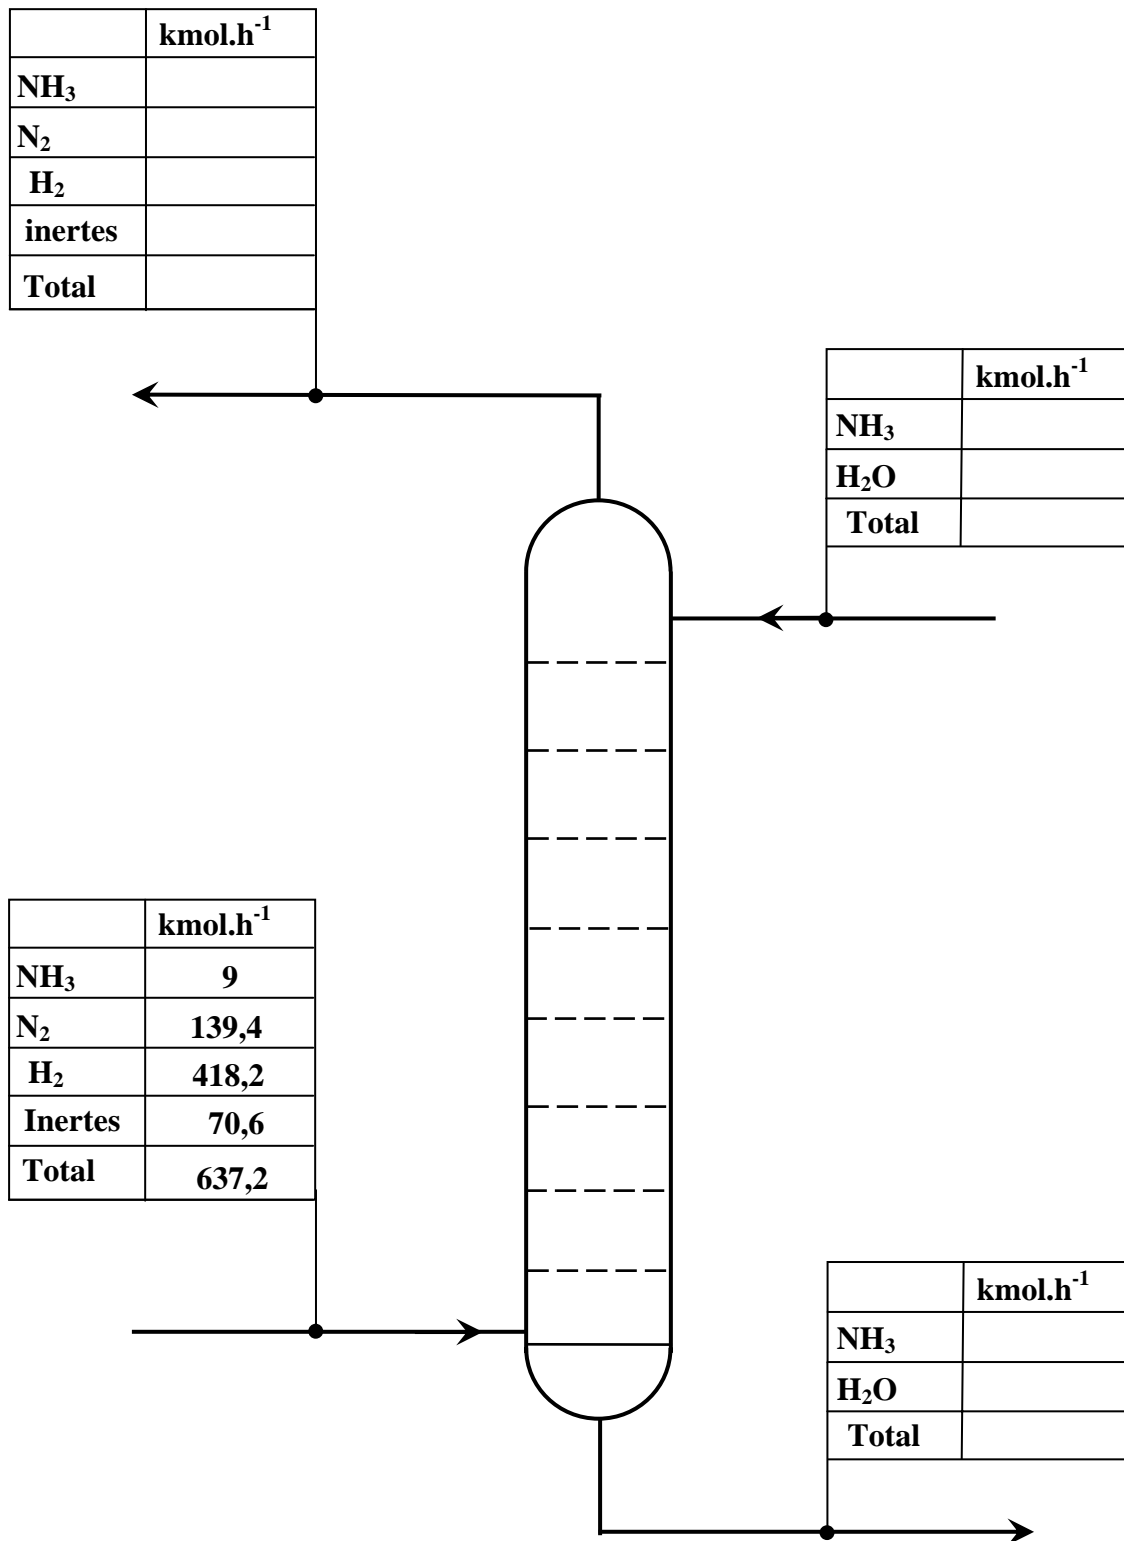 kmol.h-1
NH3
N2
H2
inertes
Total
kmol.h-1
NH3
H2O
Total
kmol.h-1
NH3 9
N2 139,4
H2 418,2
Inertes 70,6
Total 637,2
kmol.h-1
NH3
H2O
Total